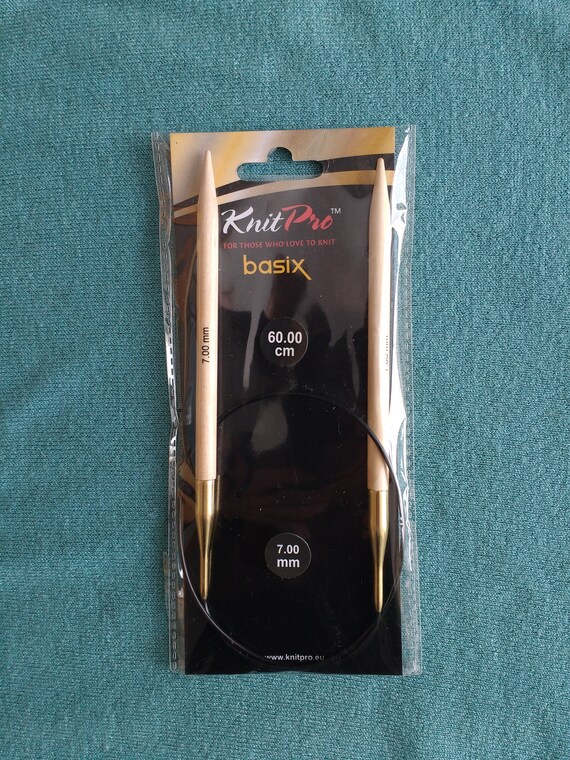 KnitPro™
FOR THOSE WHO LOVE TO KNIT
basix
7.00 mm
60.00
cm
7.00
mm
www.knitpro.eu